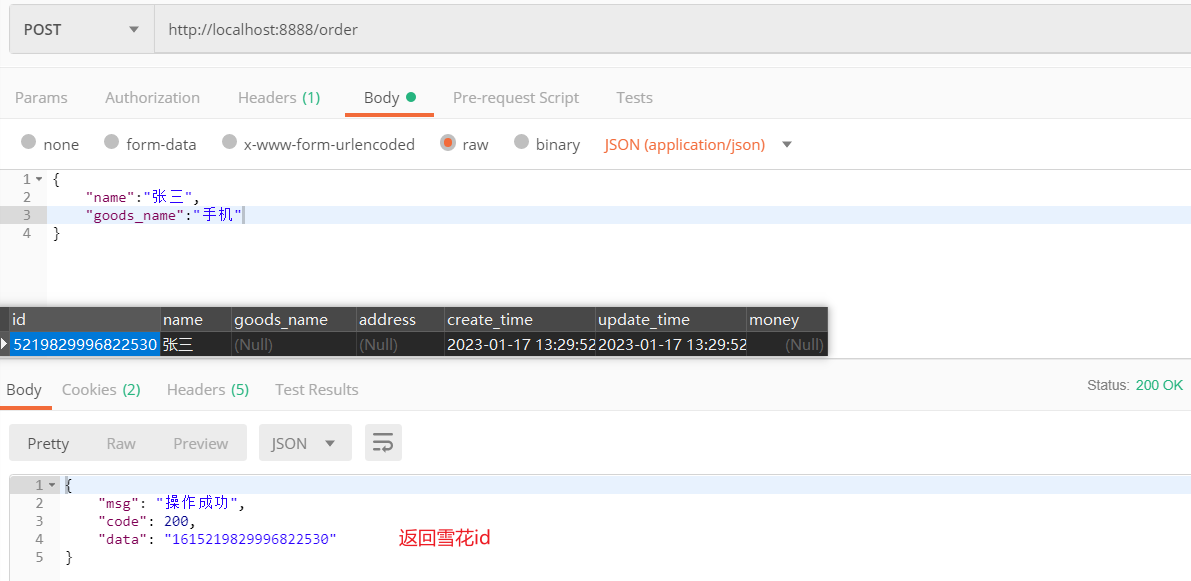 POST http://localhost:8888/order
Params Authorization Headers (1) Body Pre-request Script Tests
none form-data x-www-form-urlencoded raw binary JSON (application/json)
1 {
2 "name":"张三",
3 "goods_name":"手机"
4 }
id name goods_name address create_time update_time money
5219829996822530 张三 (Null) (Null) 2023-01-17 13:29:52 2023-01-17 13:29:52 (Null)
Body Cookies (2) Headers (5) Test Results Status: 200 OK
Pretty Raw Preview JSON
1 {
2 "msg": "操作成功",
3 "code": 200,
4 "data": "1615219829996822530" 返回雪花id
5 }